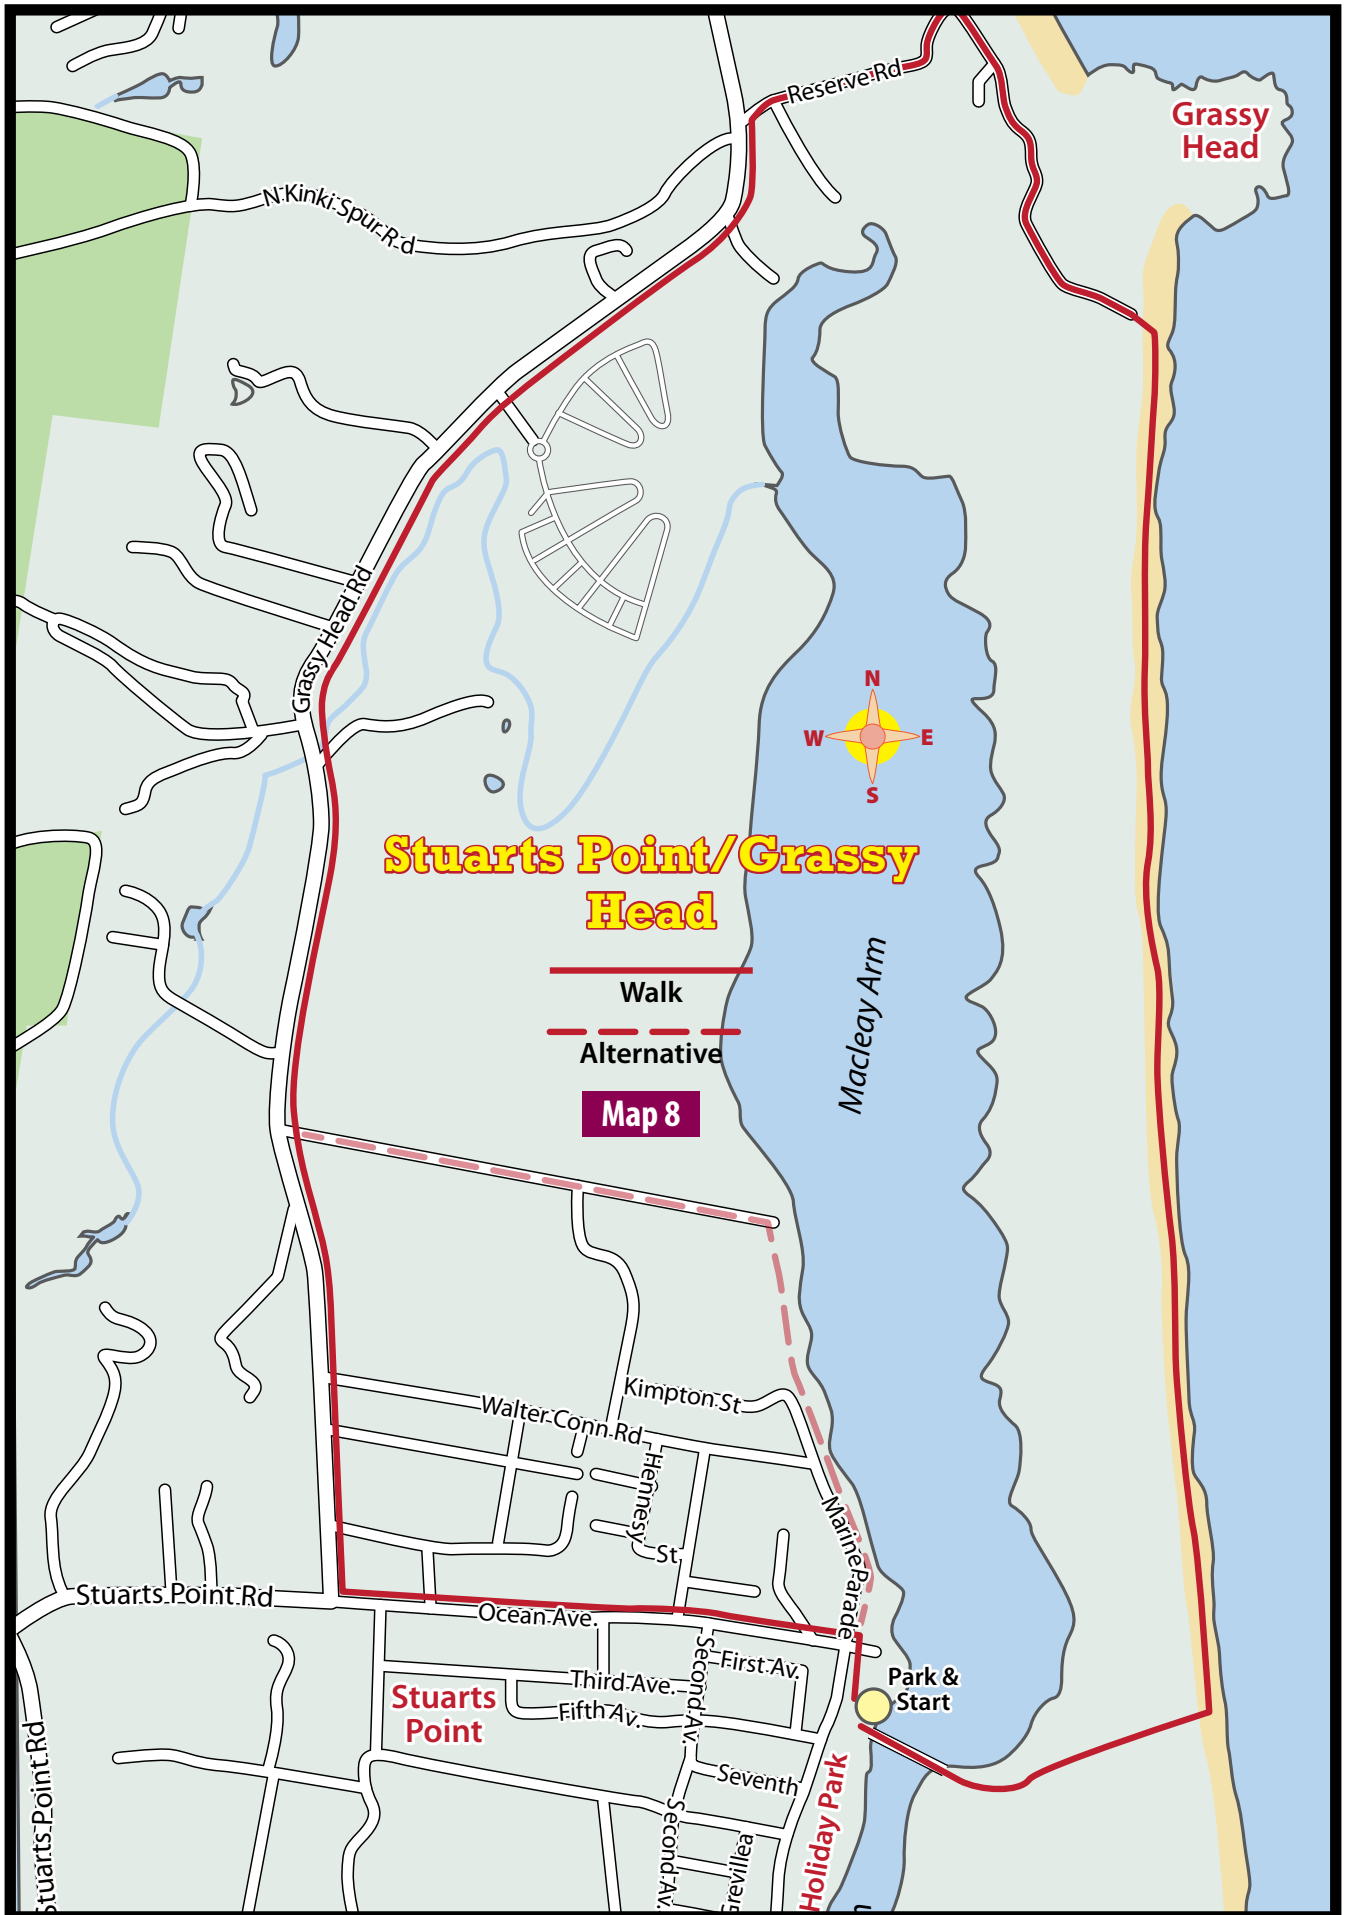 Reserve Rd
Grassy
Head
N Kinki Spur Rd
Grassy Head Rd
N
W
E
S
Stuarts Point/Grassy
Head
Walk
Alternative
Map 8
Macleay Arm
Kimpton St
Walter Conn Rd
Hennesy
St
Marine Parade
Stuarts Point Rd
Ocean Ave.
First Av.
Second Av.
Third Ave.
Fifth Av.
Park &
Start
Stuarts
Point
Stuarts Point Rd
Seventh
Second Av.
Grevillea
Holiday Park